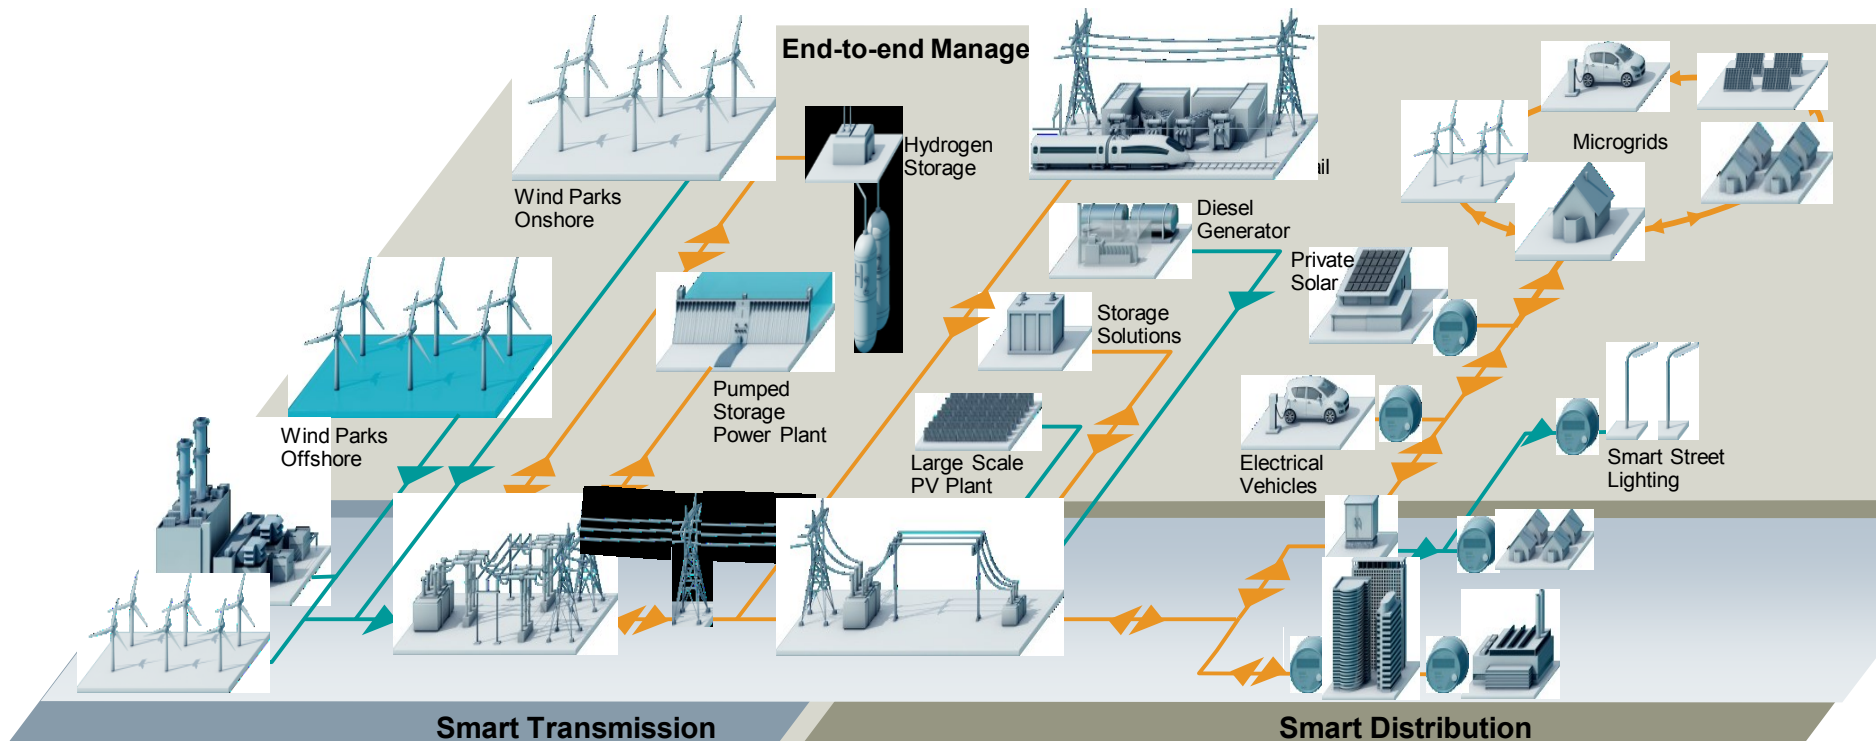 End-to-end Manage
Hydrogen
Storage
Wind Parks
Onshore
Microgrids
Diesel
Generator
Private
Solar
Storage
Solutions
Pumped
Storage
Power Plant
Wind Parks
Offshore
Large Scale
PV Plant
Electrical
Vehicles
Smart Street
Lighting
Smart Transmission
Smart Distribution